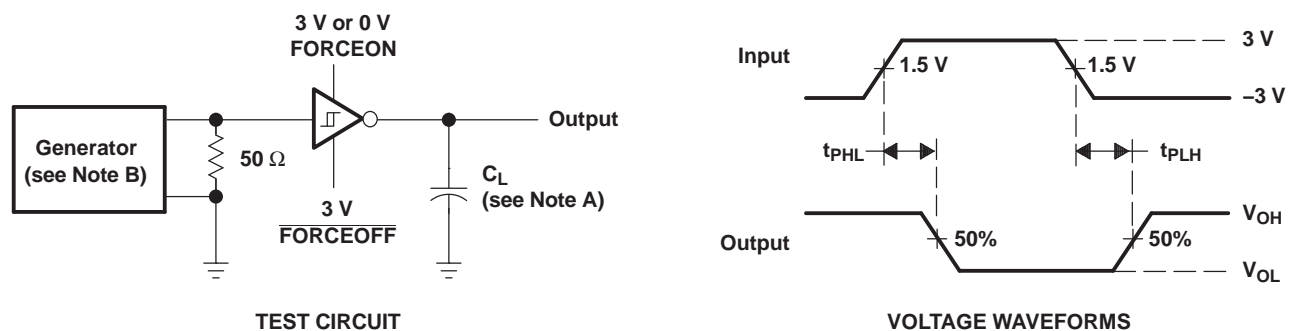 3 V or 0 V
FORCEON
Generator
(see Note B)
50 Ω
Output
CL
(see Note A)
3 V
FORCEOFF
TEST CIRCUIT
Input
3 V
1.5 V
1.5 V
–3 V
tPHL
tPLH
Output
VOH
50%
50%
VOL
VOLTAGE WAVEFORMS